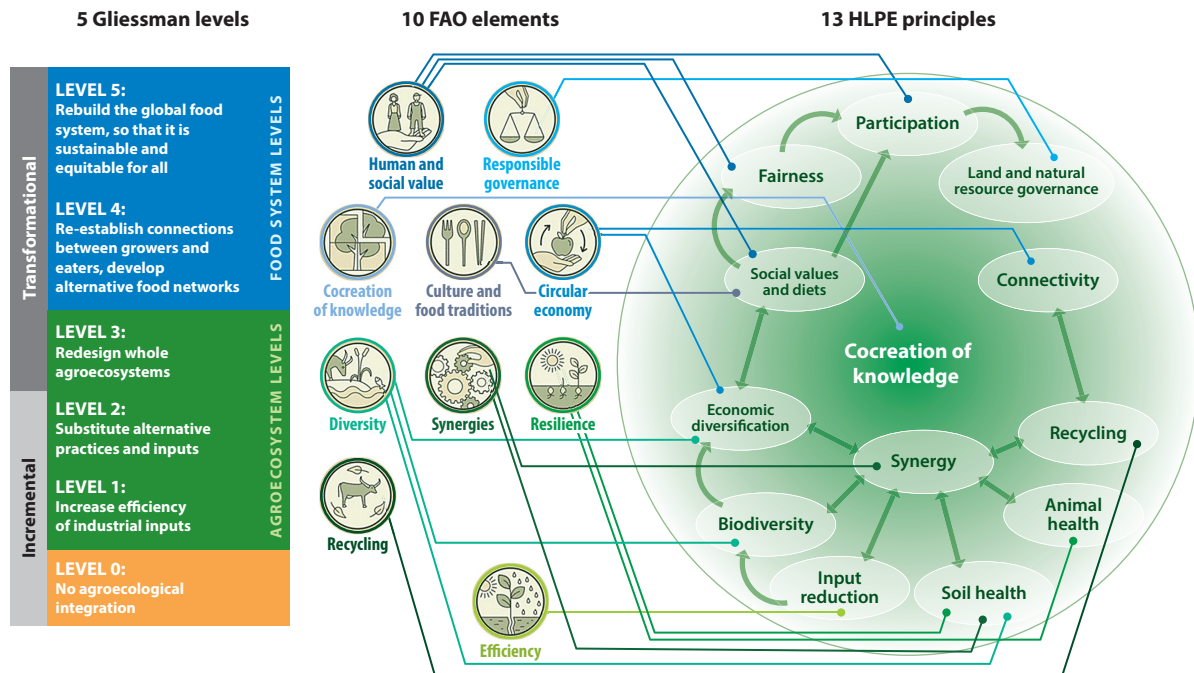 5 Gliessman levels
10 FAO elements
13 HLPE principles
Transformational
Incremental
LEVEL 5:
Rebuild the global food
system, so that it is
sustainable and
equitable for all
LEVEL 4:
Re-establish connections
between growers and
eaters, develop
alternative food networks
FOOD SYSTEM LEVELS
LEVEL 3:
Redesign whole
agroecosystems
LEVEL 2:
Substitute alternative
practices and inputs
LEVEL 1:
Increase efficiency
of industrial inputs
AGROECOSYSTEM LEVELS
LEVEL 0:
No agroecological
integration
Human and
social value
Responsible
governance
Cocreation
of knowledge
Culture and
food traditions
Circular
economy
Diversity
Synergies
Resilience
Recycling
Efficiency
Participation
Fairness
Land and natural
resource governance
Social values
and diets
Connectivity
Cocreation of
knowledge
Economic
diversification
Recycling
Synergy
Animal
health
Biodiversity
Input
reduction
Soil health